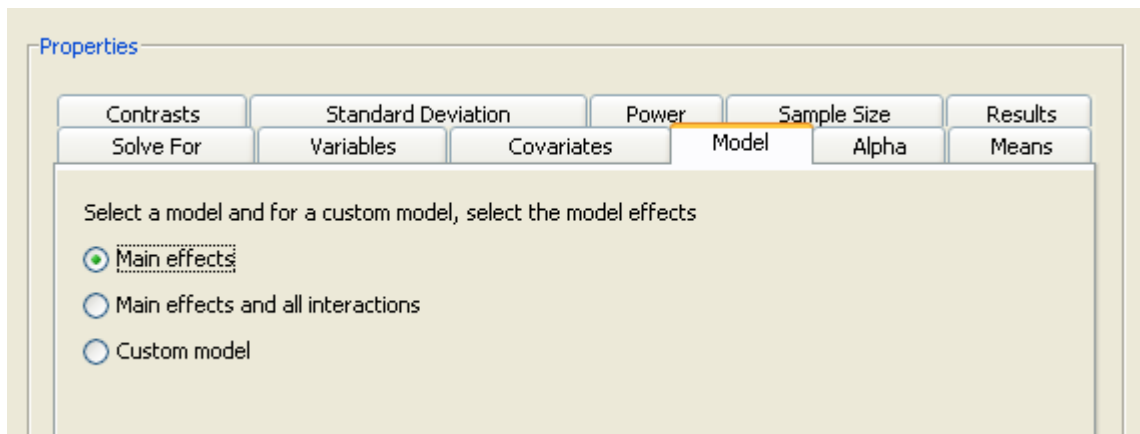 Properties
Contrasts Standard Deviation Power Sample Size Results
Solve For Variables Covariates Model Alpha Means
Select a model and for a custom model, select the model effects
Main effects
Main effects and all interactions
Custom model